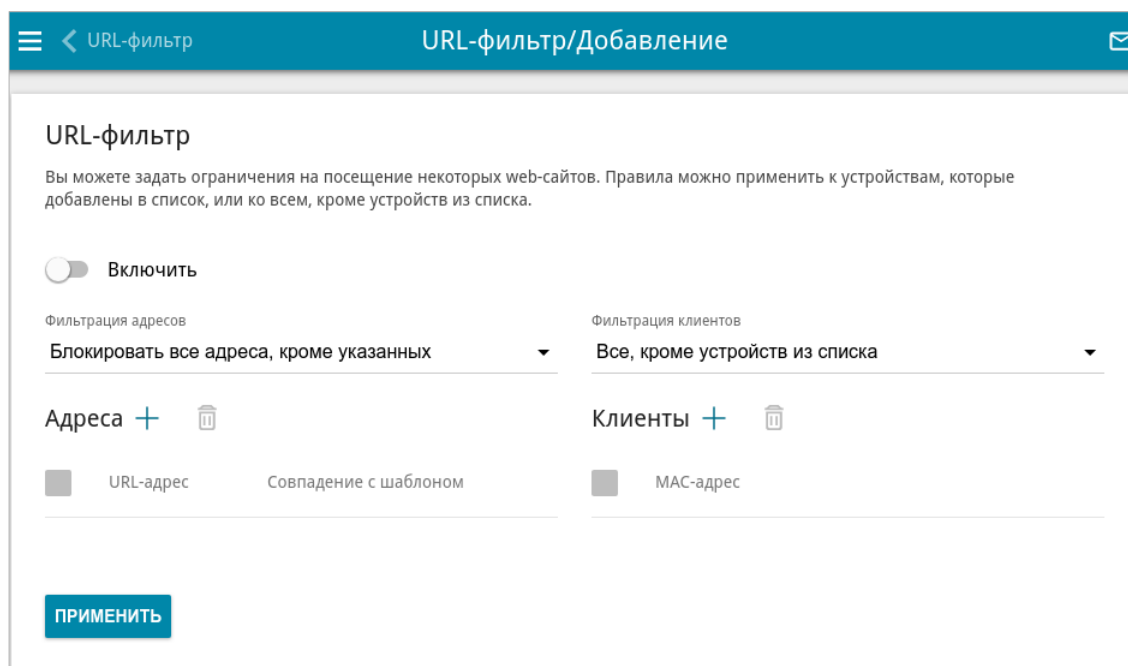 URL-фильтр
URL-фильтр/Добавление
URL-фильтр
Вы можете задать ограничения на посещение некоторых web-сайтов. Правила можно применить к устройствам, которые
добавлены в список, или ко всем, кроме устройств из списка.
Включить
Фильтрация адресов
Блокировать все адреса, кроме указанных
Фильтрация клиентов
Все, кроме устройств из списка
Адреса
URL-адрес
Совпадение с шаблоном
Клиенты
MAC-адрес
ПРИМЕНИТЬ